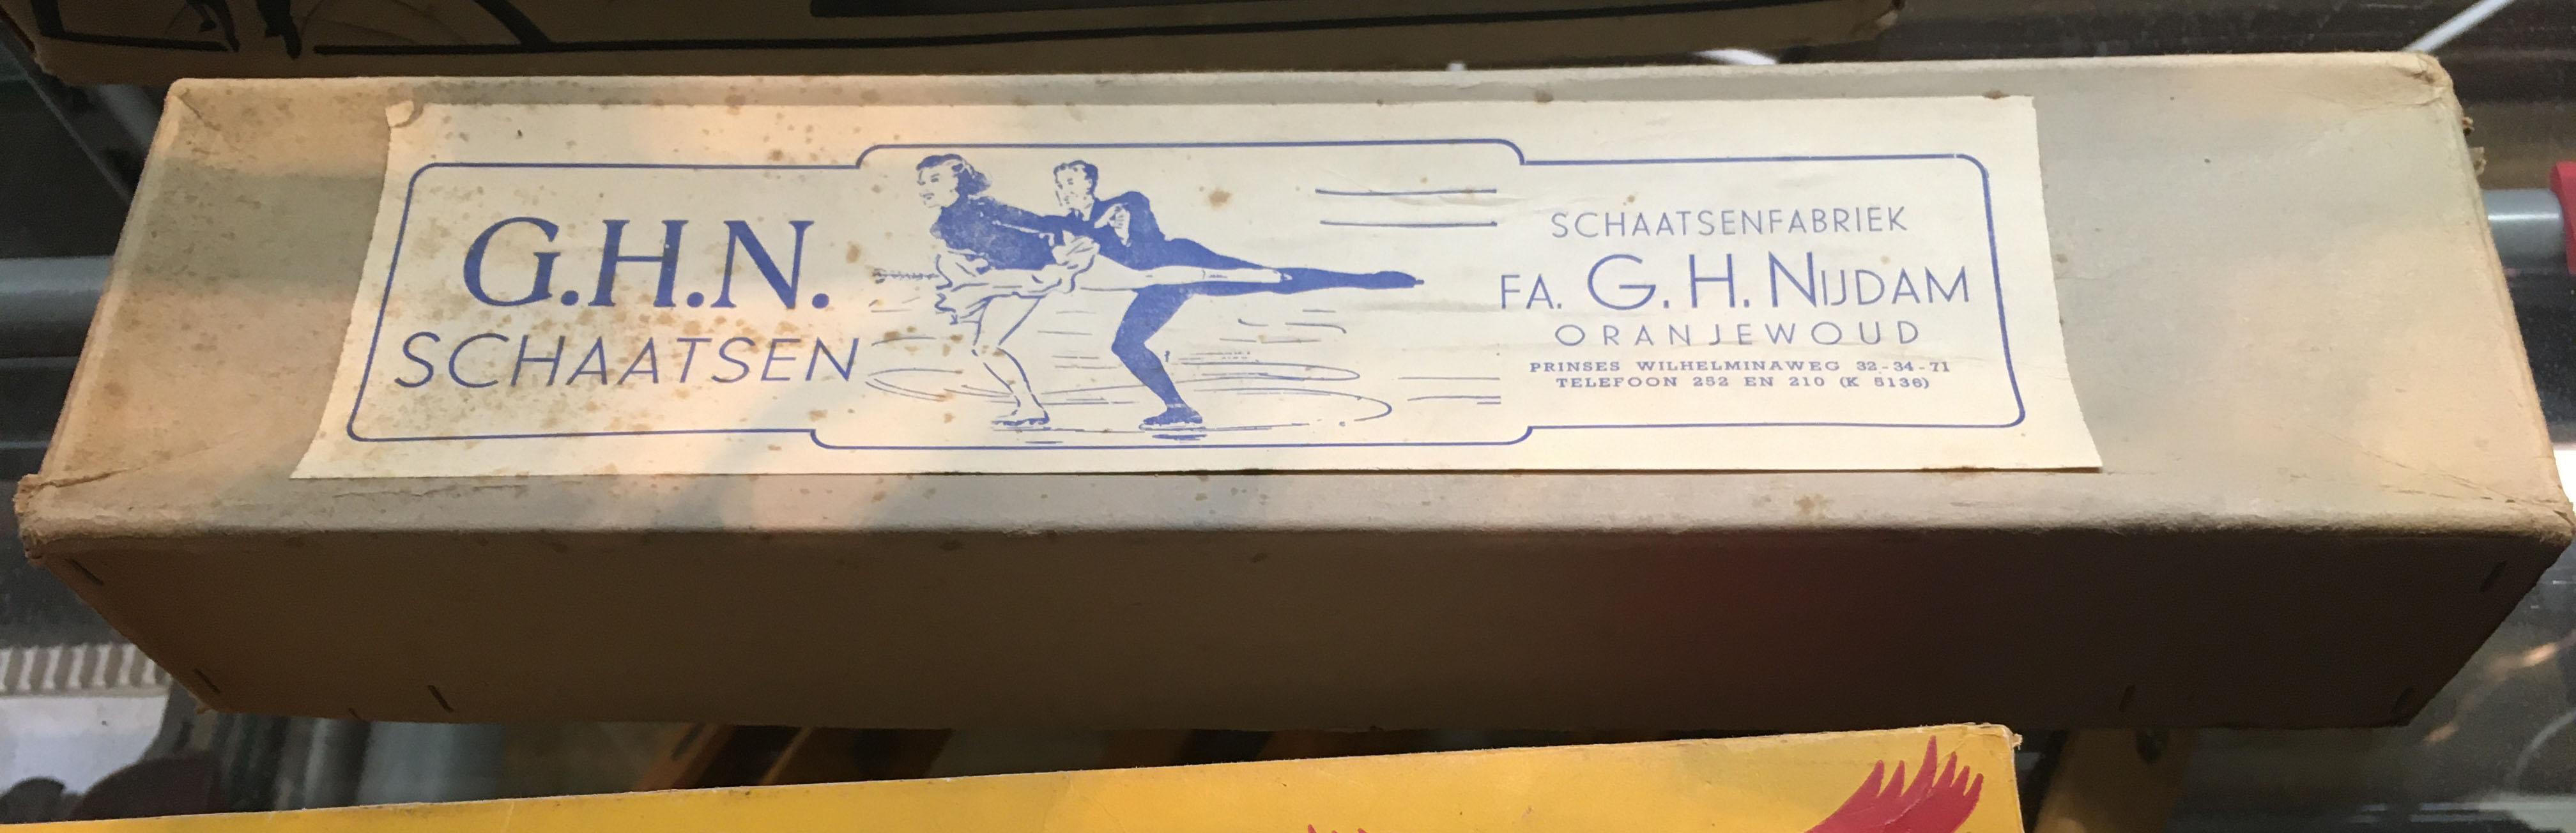 G.H.N.
SCHAATSEN
SCHAATSENFABRIEK
FA. G. H. NIJDAM
ORANJEWOUD
PRINSES WILHELMINAWEG 32-34-71
TELEFOON 252 EN 210 (K 5136)